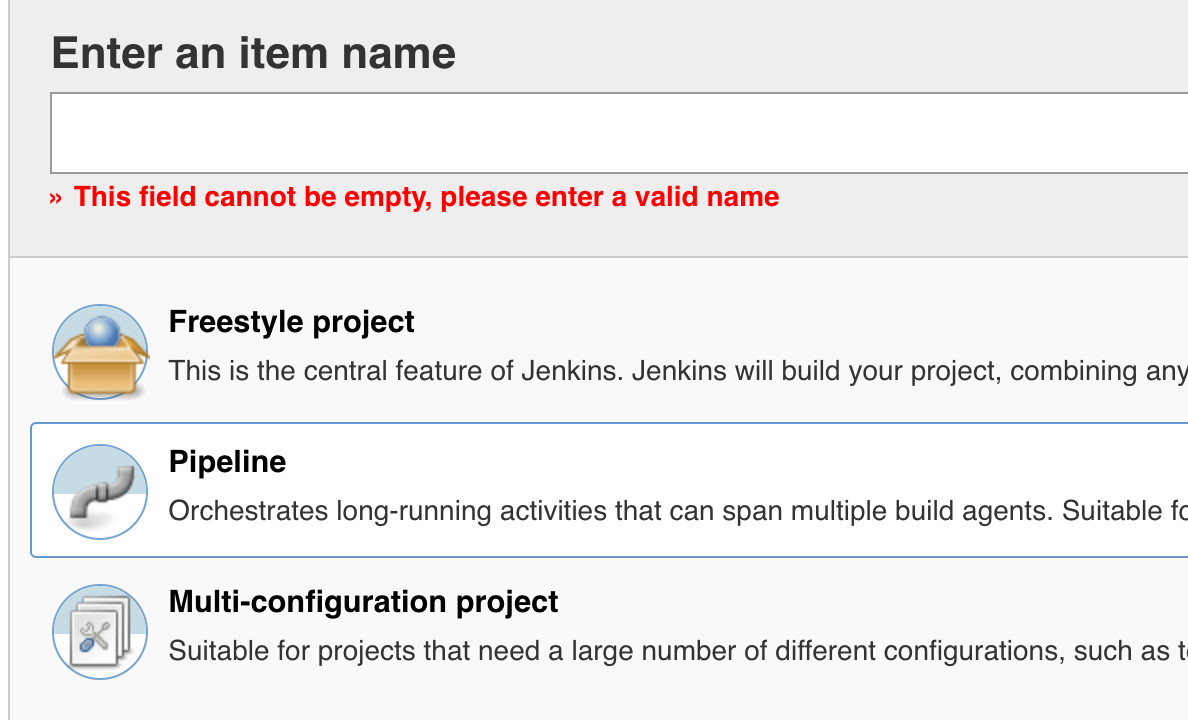 Enter an item name
» This field cannot be empty, please enter a valid name
Freestyle project
This is the central feature of Jenkins. Jenkins will build your project, combining any
Pipeline
Orchestrates long-running activities that can span multiple build agents. Suitable fo
Multi-configuration project
Suitable for projects that need a large number of different configurations, such as te